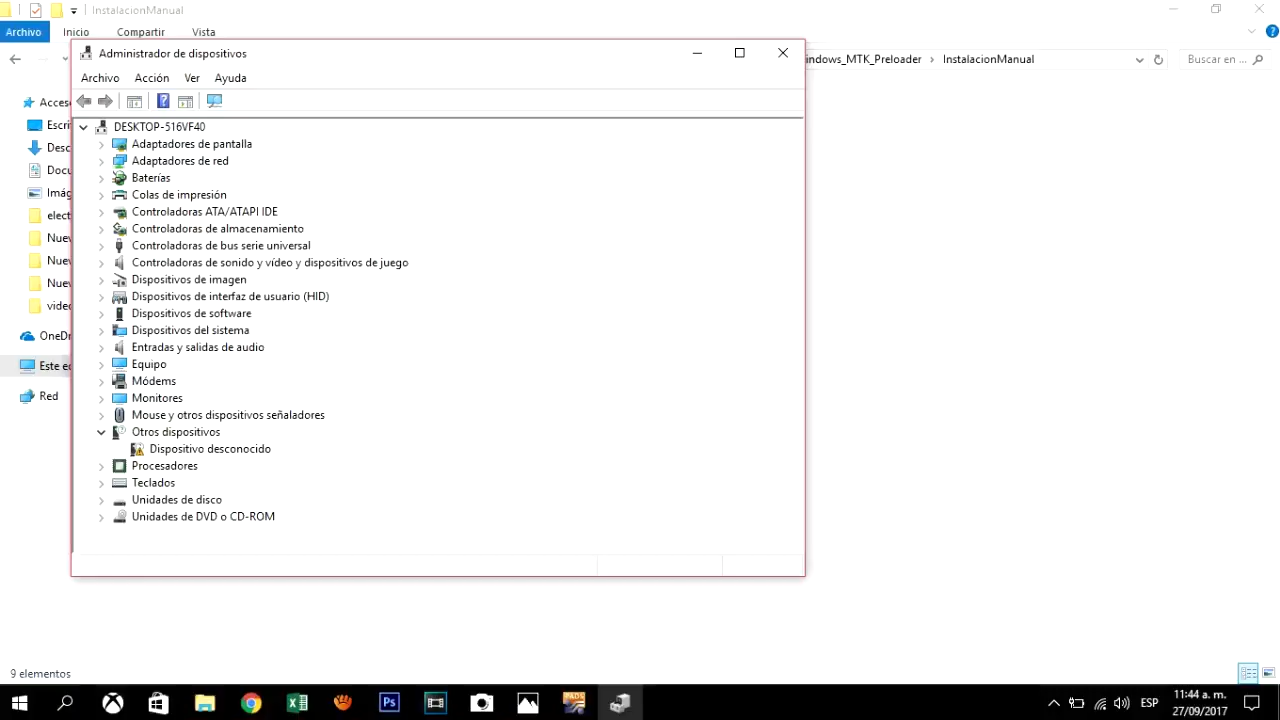 InstalacionManual
Archivo Inicio Compartir Vista
Administrador de dispositivos
indows_MTK_Preloader > InstalacionManual
Buscar en ...
Archivo Acción Ver Ayuda
Acceso
Escri
Desc
Docu
Imág
elect
Nuev
Nuev
Nuev
video
OneDr
Este ec
Red
DESKTOP-516VF40
Adaptadores de pantalla
Adaptadores de red
Baterías
Colas de impresión
Controladoras ATA/ATAPI IDE
Controladoras de almacenamiento
Controladoras de bus serie universal
Controladoras de sonido y vídeo y dispositivos de juego
Dispositivos de imagen
Dispositivos de interfaz de usuario (HID)
Dispositivos de software
Dispositivos del sistema
Entradas y salidas de audio
Equipo
Módems
Monitores
Mouse y otros dispositivos señaladores
Otros dispositivos
Dispositivo desconocido
Procesadores
Teclados
Unidades de disco
Unidades de DVD o CD-ROM
9 elementos
Ps
ESP
11:44 a. m.
27/09/2017